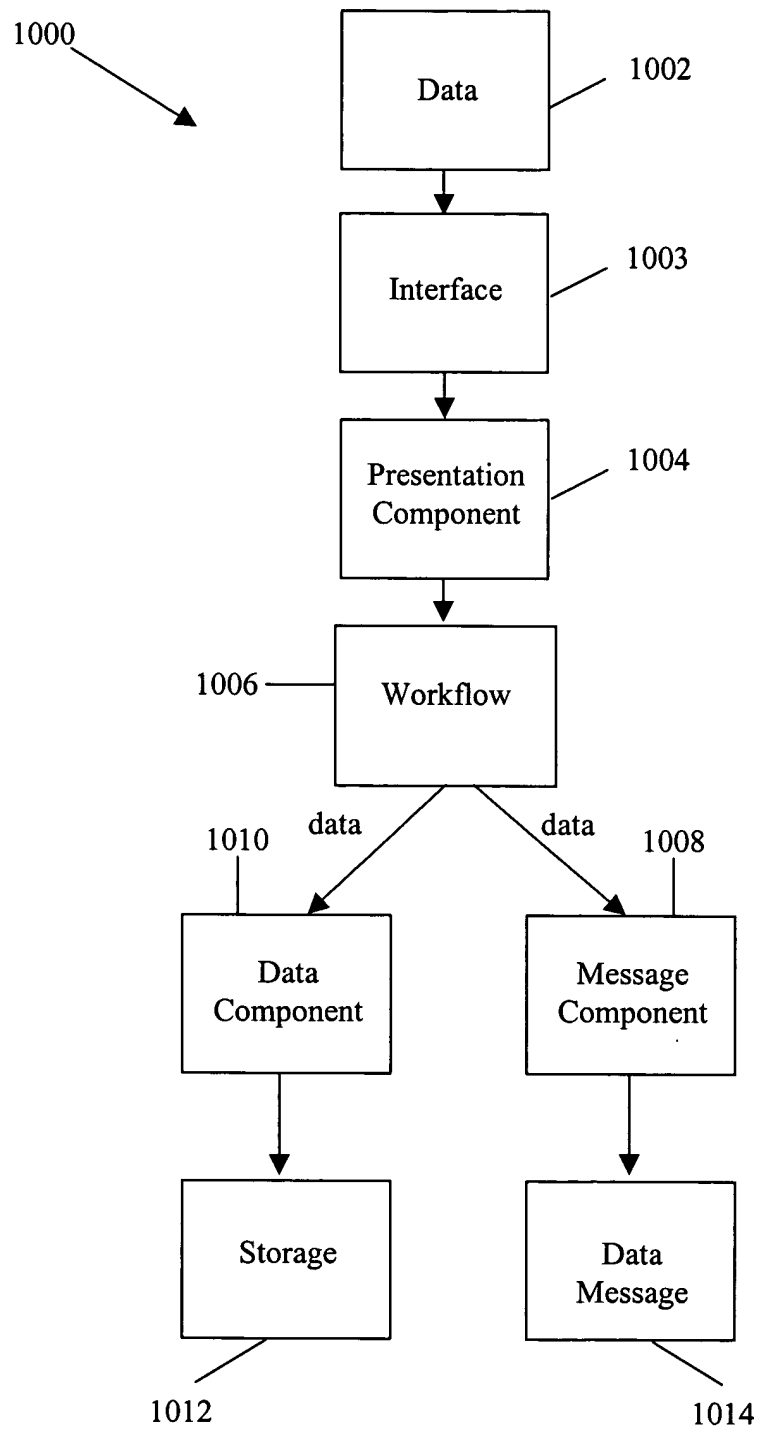 1000
Data
1002
Interface
1003
Presentation
Component
1004
Workflow
1006
data
data
1010
1008
Data
Component
Message
Component
Storage
Data
Message
1012
1014